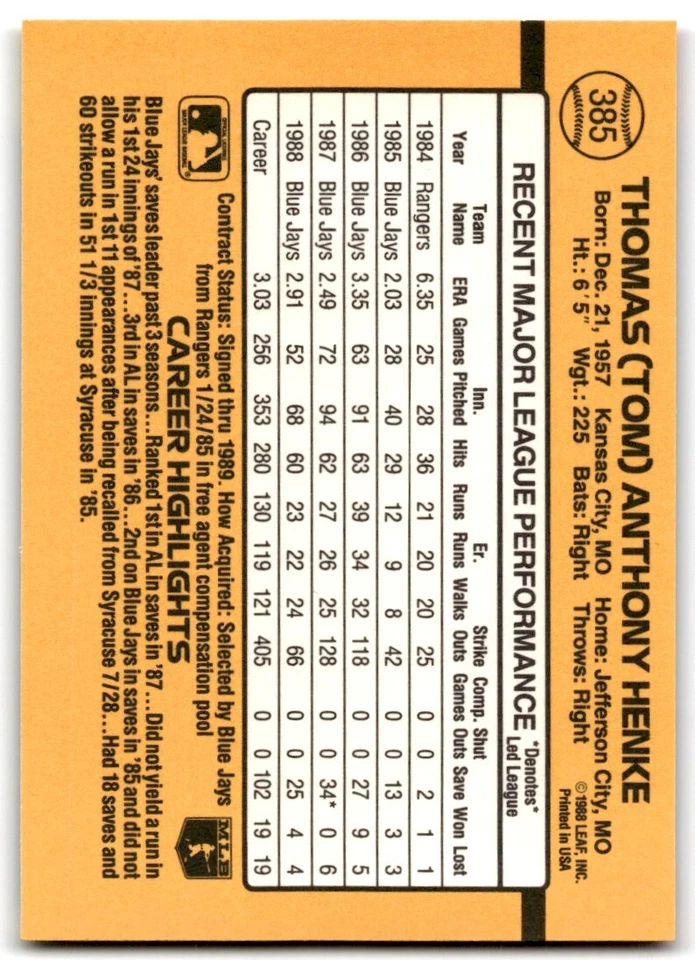 385
THOMAS (TOM) ANTHONY HENKE
Born: Dec. 21, 1957 Kansas City, MO Home: Jefferson City, MO
Ht.: 6'5" Wgt.: 225 Bats: Right Throws: Right
©1988 LEAF, INC.
Printed in USA
RECENT MAJOR LEAGUE PERFORMANCE *Denotes*
Led League
Team Inn. Er. Strike Comp. Shut
Year Name ERA Games Pitched Hits Runs Runs Walks Outs Games Outs Save Won Lost
1984 Rangers 6.35 25 28 36 21 20 20 25 0 0 2 1 1
1985 Blue Jays 2.03 28 40 29 12 9 8 42 0 0 13 3 3
1986 Blue Jays 3.35 63 91 63 39 34 32 118 0 0 27 9 5
1987 Blue Jays 2.49 72 94 62 27 26 25 128 0 0 34* 0 6
1988 Blue Jays 2.91 52 68 60 23 22 24 66 0 0 25 4 4
Career 3.03 256 353 280 130 119 121 405 0 0 102 19 19
Contract Status: Signed thru 1989. How Acquired: Selected by Blue Jays
from Rangers 1/24/85 in free agent compensation pool
MLB
CAREER HIGHLIGHTS
Blue Jays' saves leader past 3 seasons...Ranked 1st in AL in saves in '87...Did not yield a run in
his 1st 24 innings of '87...3rd in AL in saves in '86...2nd on Blue Jays in saves in '85 and did not
allow a run in 1st 11 appearances after being recalled from Syracuse 7/28...Had 18 saves and
60 strikeouts in 51 1/3 innings at Syracuse in '85.